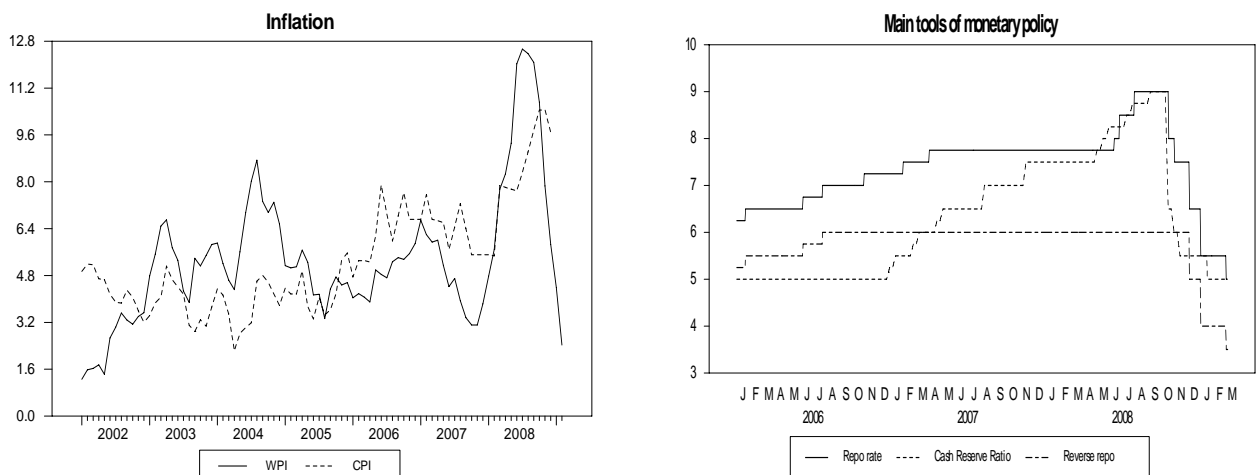 Inflation
12.8
11.2
9.6
8.0
6.4
4.8
3.2
1.6
0.0
2002 2003 2004 2005 2006 2007 2008
WPI CPI
Main tools of monetary policy
10
9
8
7
6
5
4
3
J F M A M J J A S O N D J F M A M J J A S O N D J F M A M J J A S O N D J F M
2006 2007 2008
Repo rate Cash Reserve Ratio Reverse repo